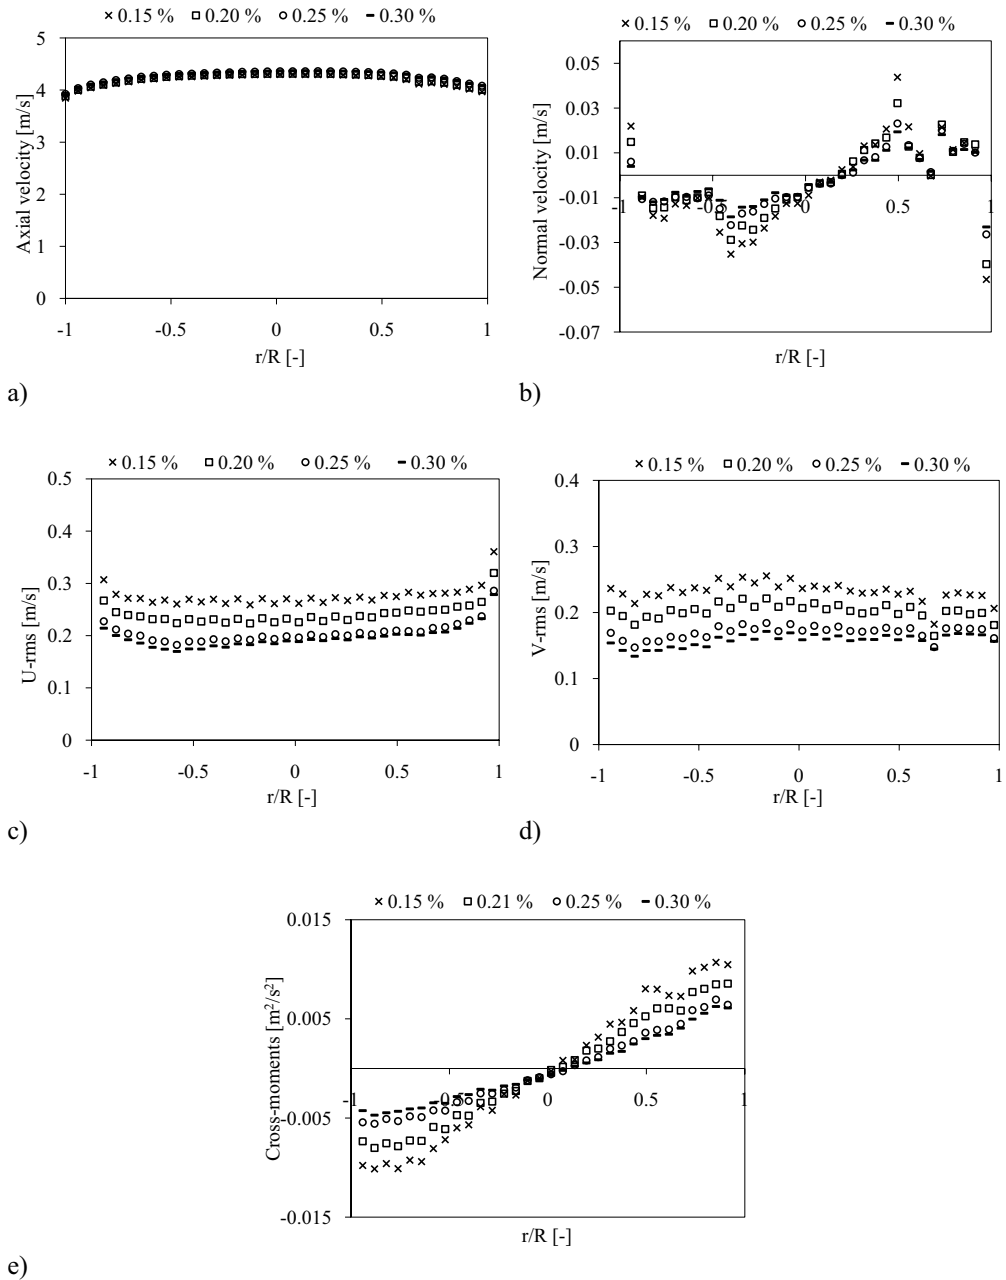 × 0.15 % □ 0.20 % ○ 0.25 % - 0.30 %
5
4
3
2
1
0
Axial velocity [m/s]
-1 -0.5 0 0.5 1
r/R [-]
a)
× 0.15 % □ 0.20 % ○ 0.25 % - 0.30 %
0.05
0.03
0.01
-0.01
-0.03
-0.05
-0.07
Normal velocity [m/s]
-1 -0.5 0 0.5 1
r/R [-]
b)
× 0.15 % □ 0.20 % ○ 0.25 % - 0.30 %
0.5
0.4
0.3
0.2
0.1
0
U-rms [m/s]
-1 -0.5 0 0.5 1
r/R [-]
c)
× 0.15 % □ 0.20 % ○ 0.25 % - 0.30 %
0.4
0.3
0.2
0.1
0
V-rms [m/s]
-1 -0.5 0 0.5 1
r/R [-]
d)
× 0.15 % □ 0.21 % ○ 0.25 % - 0.30 %
0.015
0.005
-0.005
-0.015
Cross-moments [m²/s²]
-1 -0.5 0 0.5 1
r/R [-]
e)